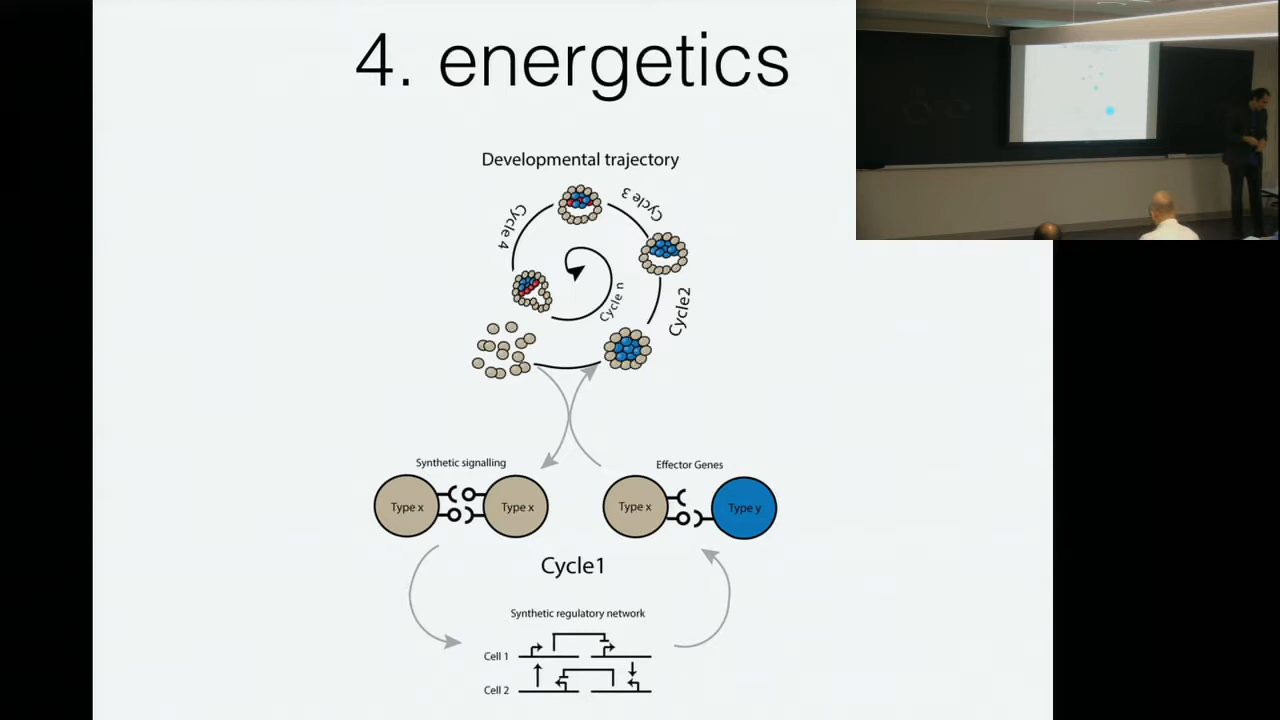 4. energetics
Developmental trajectory
Cycle 3
Cycle 4
Cycle n
Cycle2
Synthetic signalling
Effector Genes
Type x
Type x
Type x
Type y
Cycle1
Synthetic regulatory network
Cell 1
Cell 2